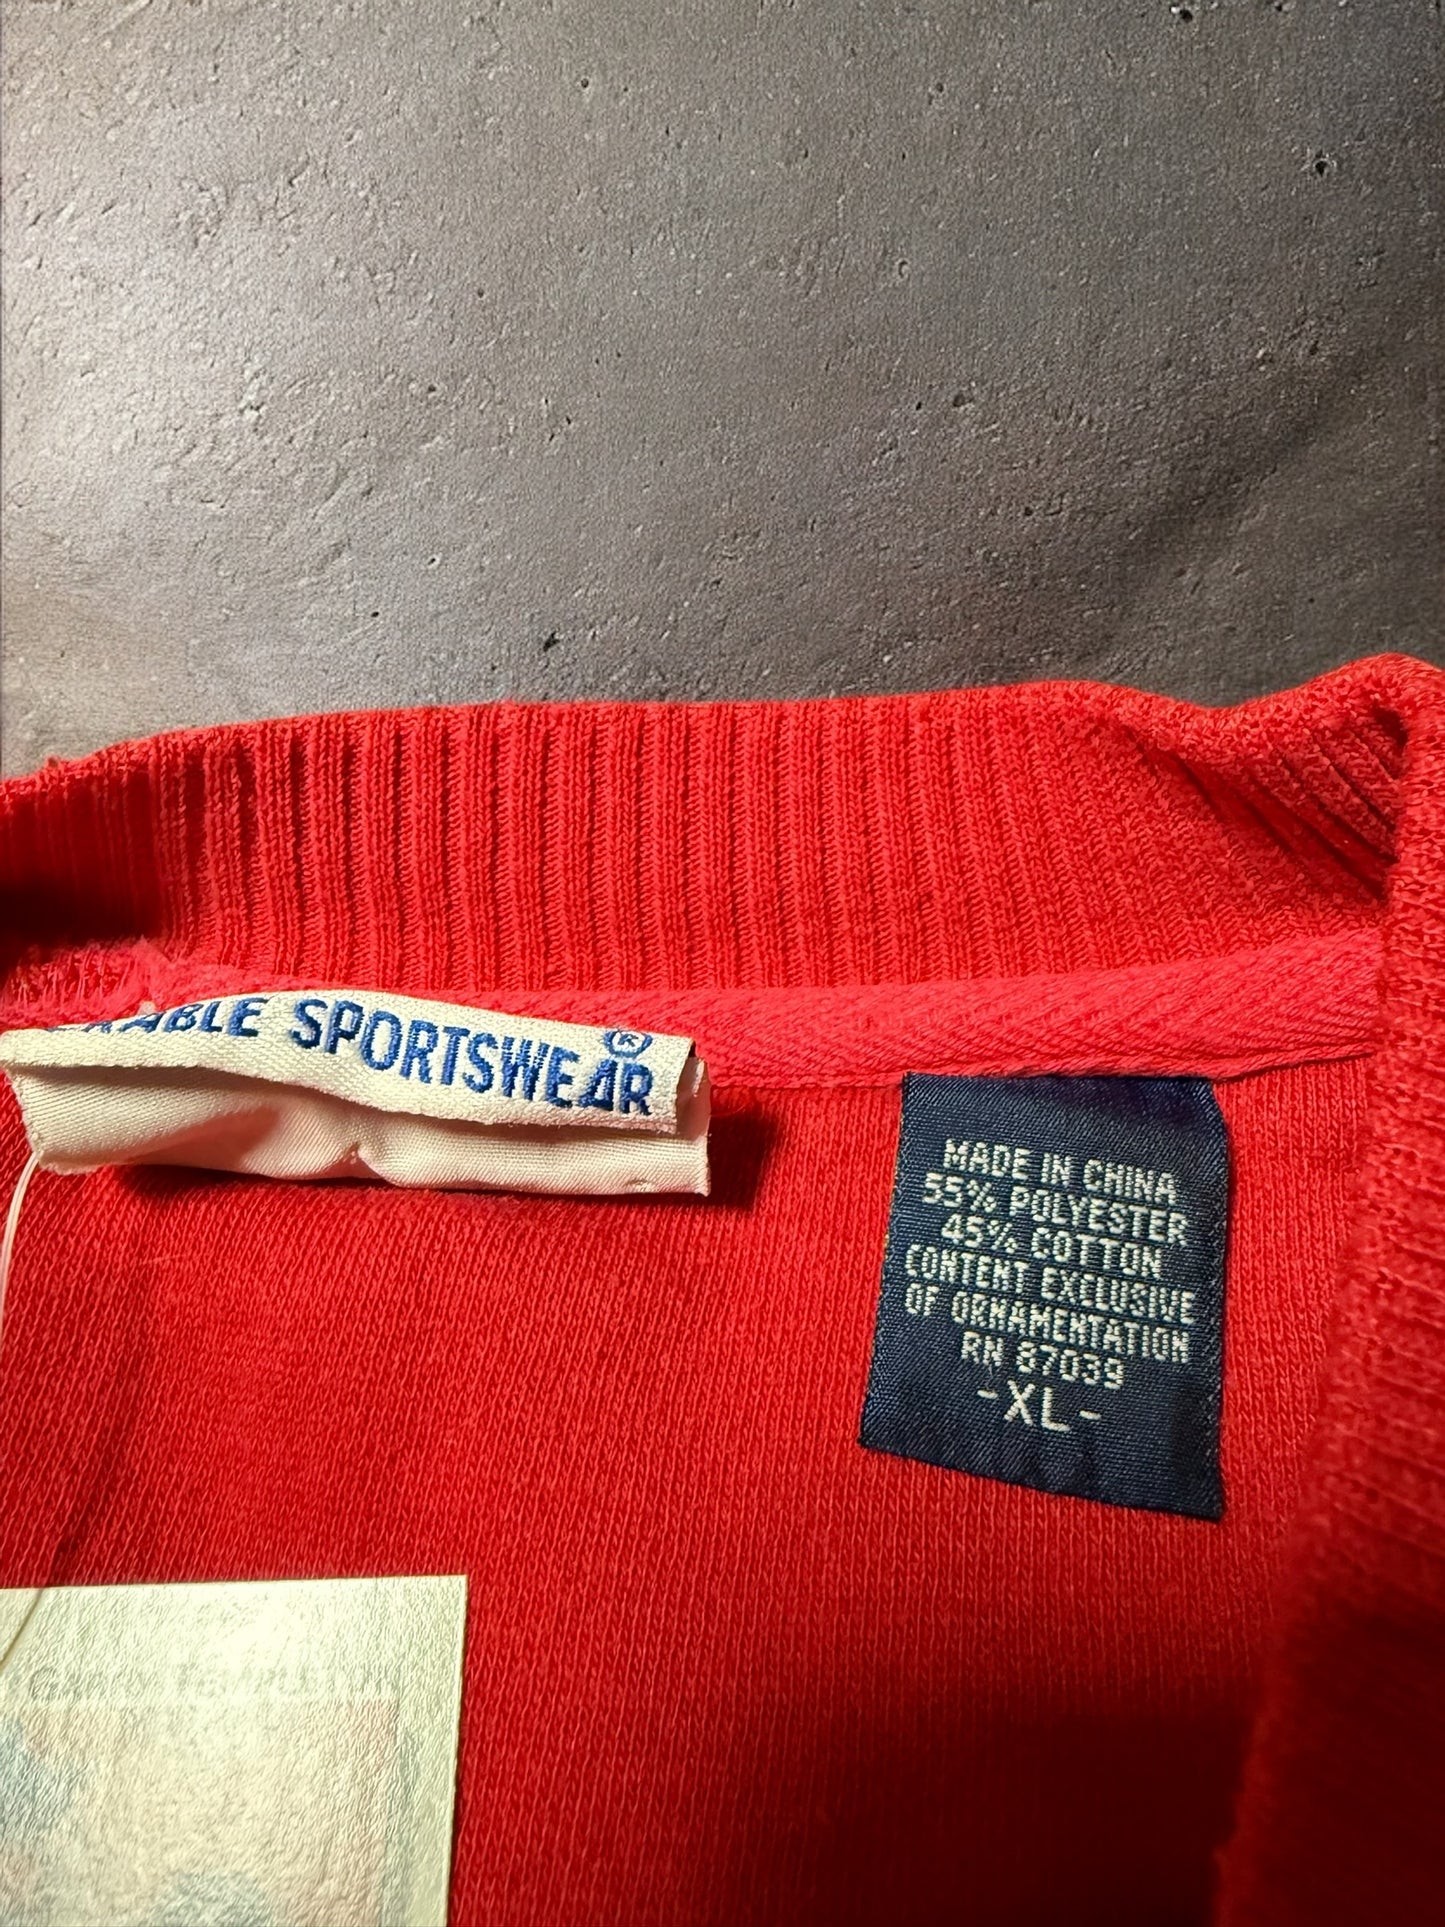 SPORTSWEAR ®
MADE IN CHINA
55% POLYESTER
45% COTTON
CONTENT EXCLUSIVE
OF ORNAMENTATION
RN 87039
-XL-